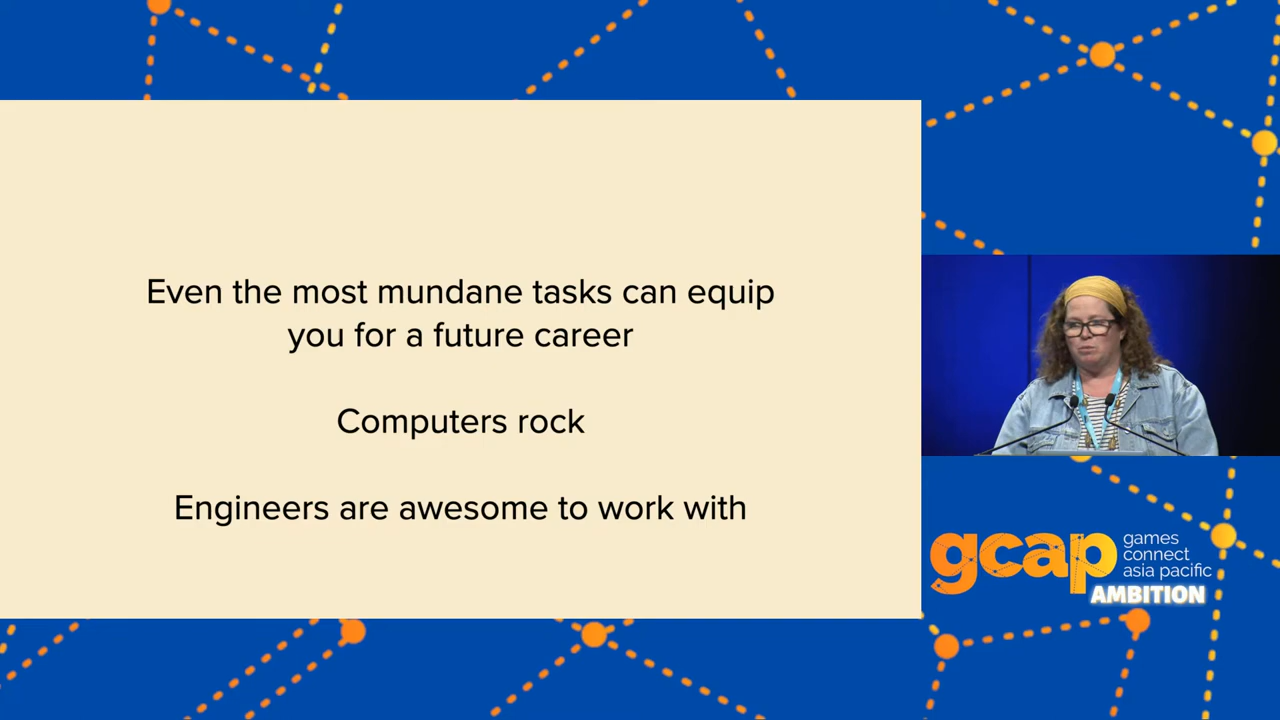 Even the most mundane tasks can equip
you for a future career
Computers rock
Engineers are awesome to work with
gcap
games
connect
asia pacific
AMBITION